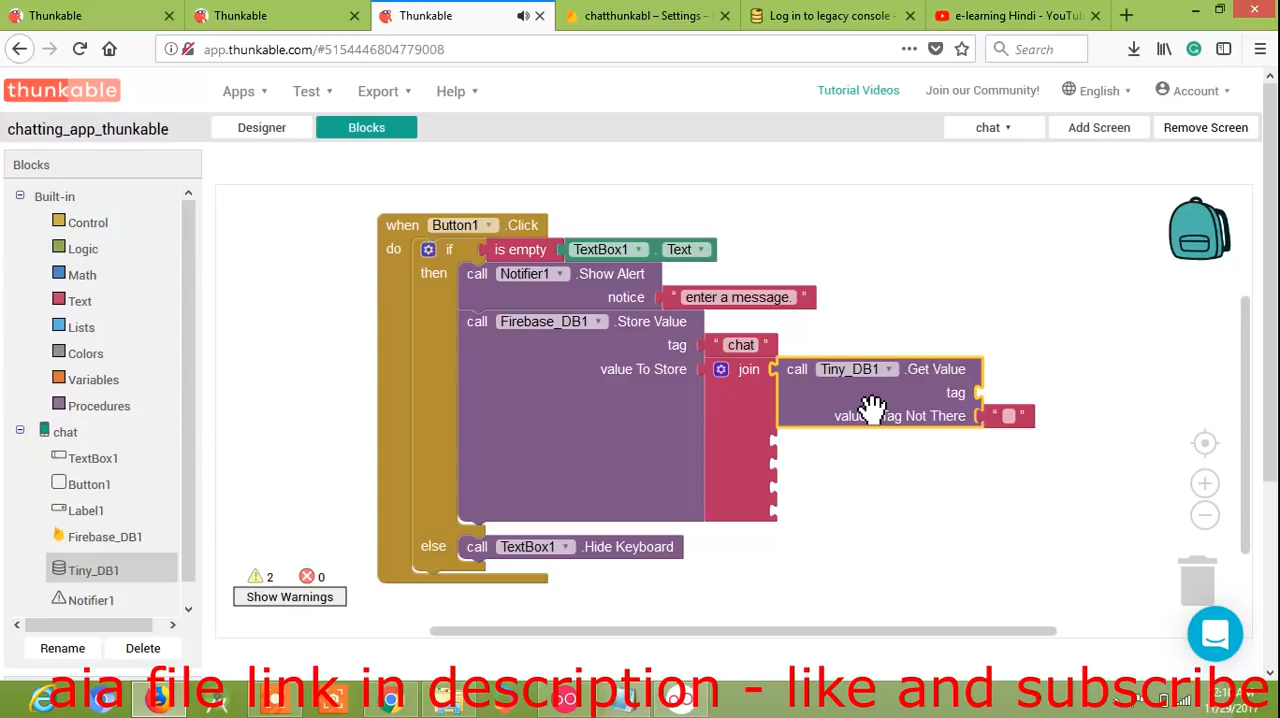 Thunkable
Thunkable
Thunkable
chatthunkabl – Settings –
Log in to legacy console -
e-learning Hindi - YouTub
app.thunkable.com/#5154446804779008
Search
thunkable
Apps
Test
Export
Help
Tutorial Videos
Join our Community!
English
Account
chatting_app_thunkable
Designer
Blocks
chat
Add Screen
Remove Screen
Blocks
Built-in
Control
Logic
Math
Text
Lists
Colors
Variables
Procedures
chat
TextBox1
Button1
Label1
Firebase_DB1
Tiny_DB1
Notifier1
Rename
Delete
when Button1 .Click
do if is empty TextBox1 . Text
then call Notifier1 .Show Alert
notice “ enter a message. ”
call Firebase_DB1 .Store Value
tag “ chat ”
value To Store join call Tiny_DB1 .Get Value
tag
Tag Not There “ ”
else call TextBox1 .Hide Keyboard
2 0
Show Warnings
aia file link in description - like and subscribe
11/29/2017